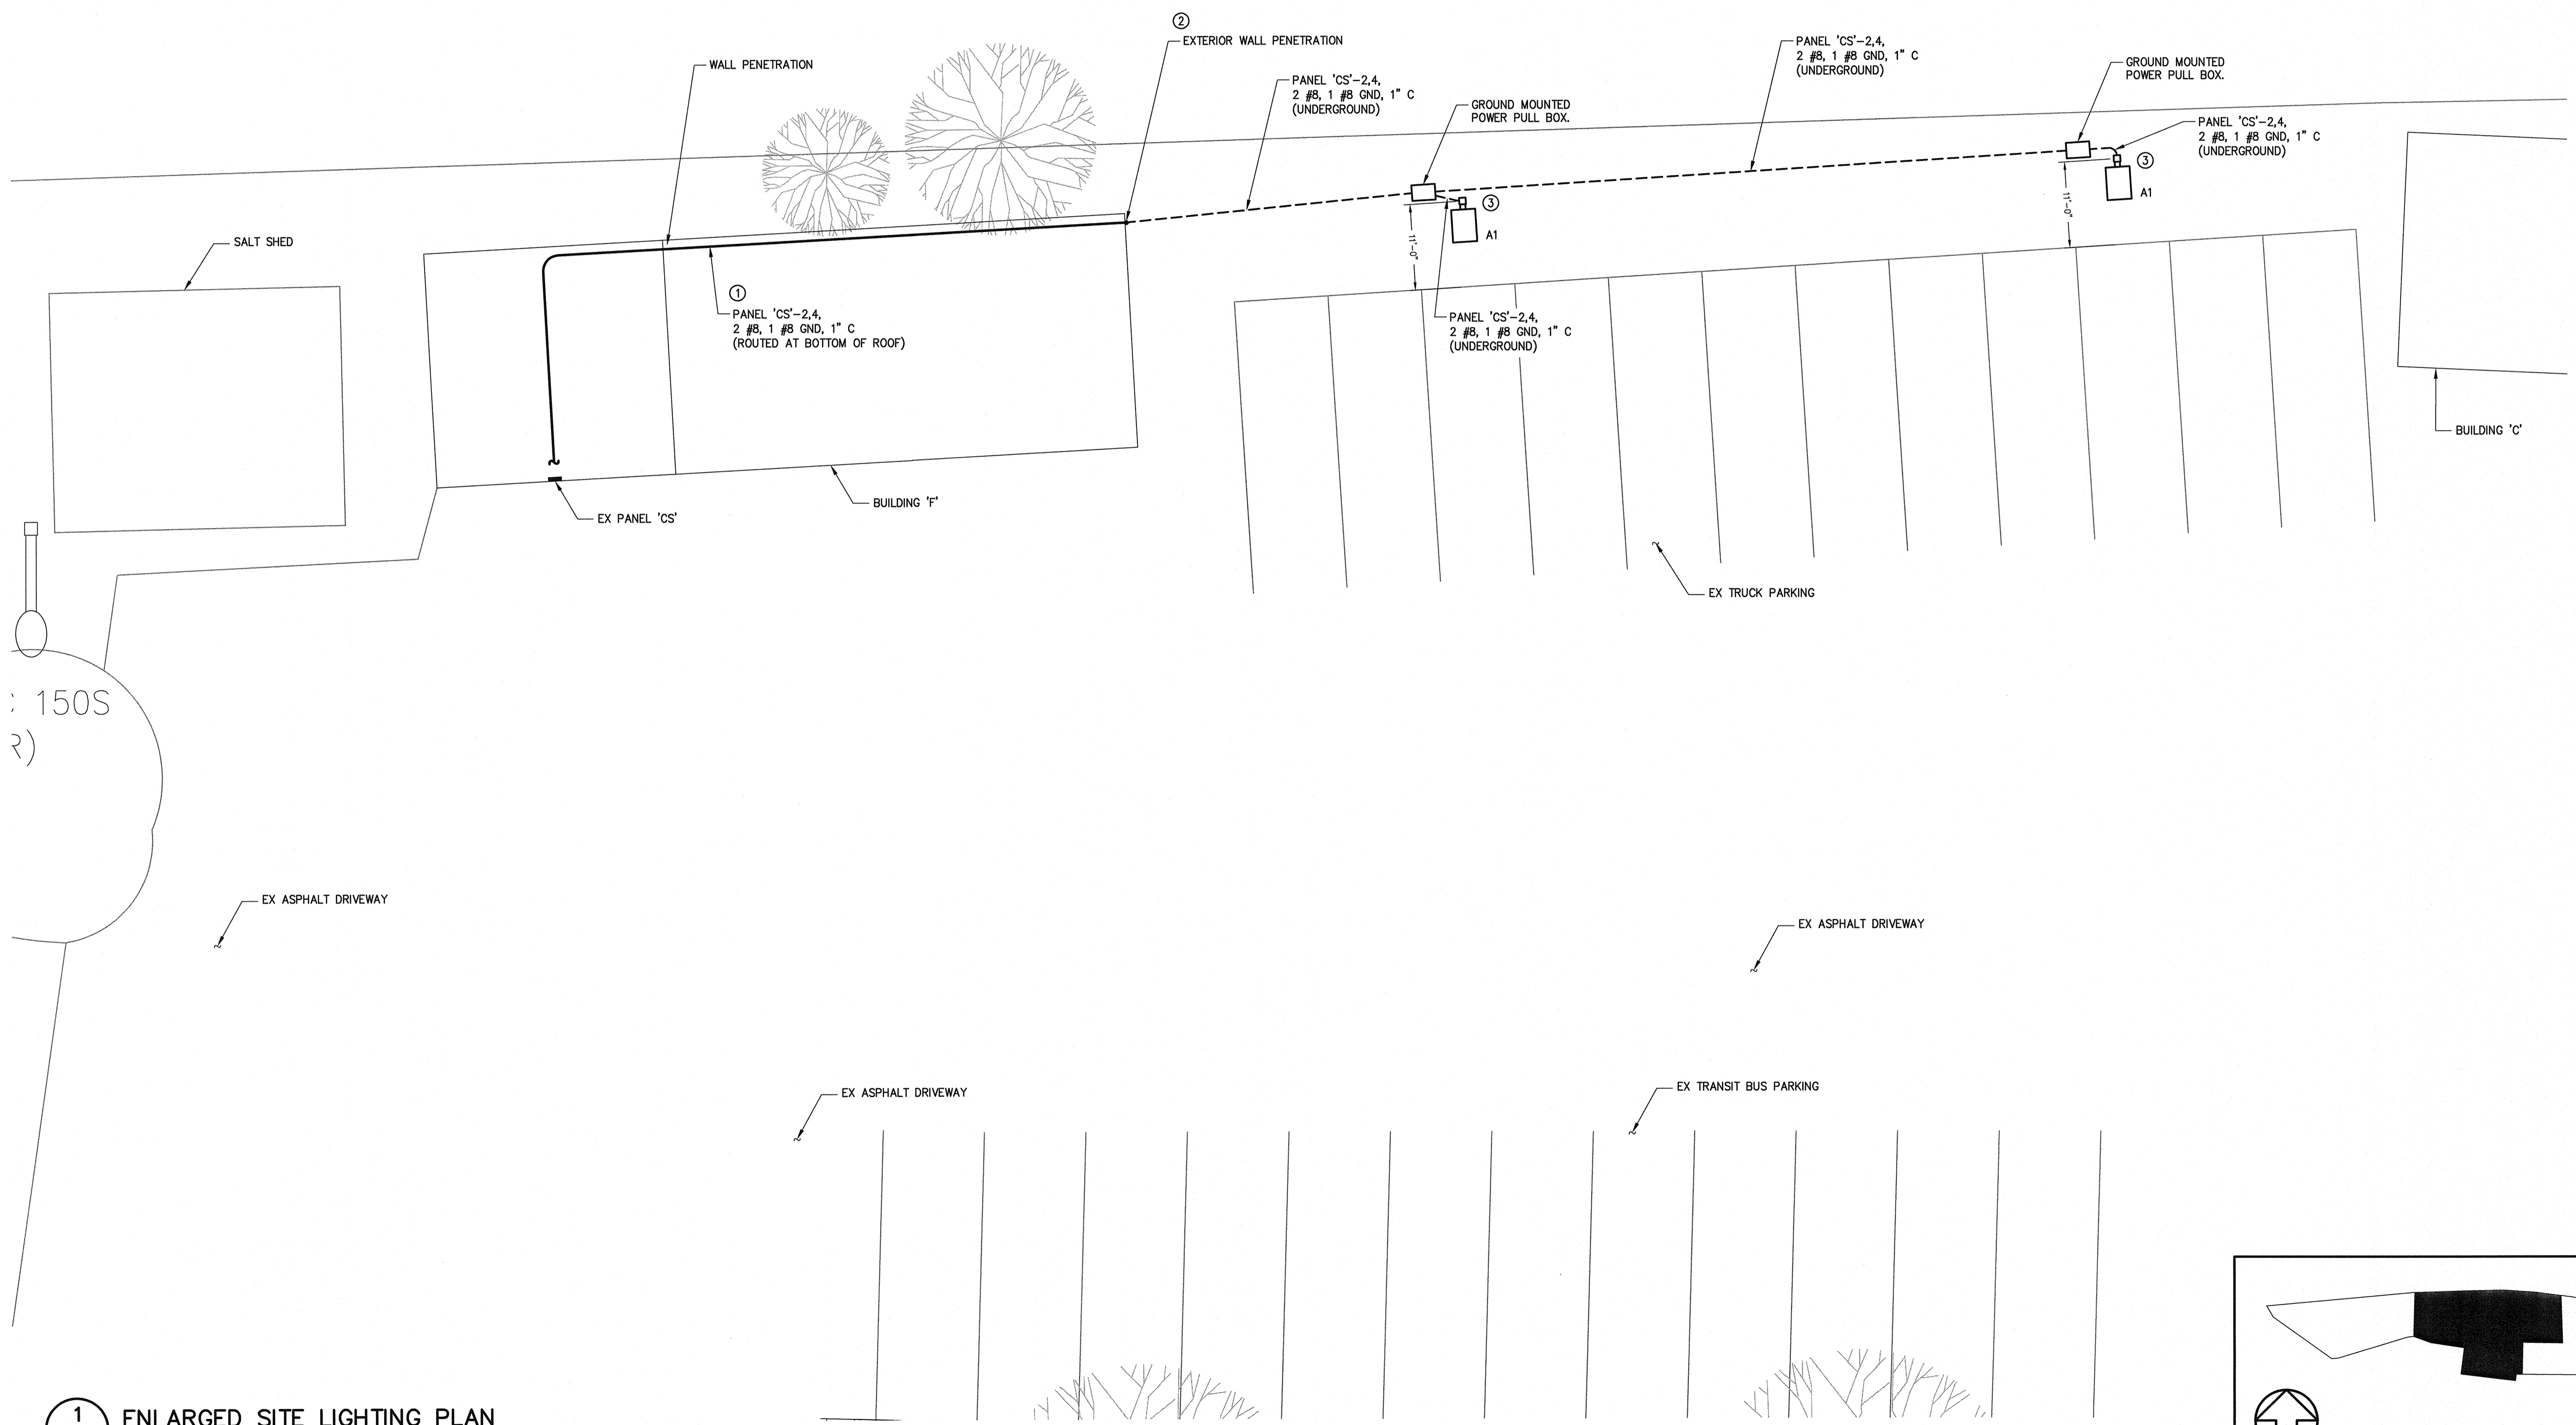 ②
EXTERIOR WALL PENETRATION
WALL PENETRATION
PANEL 'CS'-2,4,
2 #8, 1 #8 GND, 1" C
(UNDERGROUND)
GROUND MOUNTED
POWER PULL BOX.
PANEL 'CS'-2,4,
2 #8, 1 #8 GND, 1" C
(UNDERGROUND)
GROUND MOUNTED
POWER PULL BOX.
PANEL 'CS'-2,4,
2 #8, 1 #8 GND, 1" C
(UNDERGROUND)
③
A1
11'-0"
③
A1
11'-0"
SALT SHED
①
PANEL 'CS'-2,4,
2 #8, 1 #8 GND, 1" C
(ROUTED AT BOTTOM OF ROOF)
PANEL 'CS'-2,4,
2 #8, 1 #8 GND, 1" C
(UNDERGROUND)
BUILDING 'C'
BUILDING 'F'
EX PANEL 'CS'
EX TRUCK PARKING
150S
R)
EX ASPHALT DRIVEWAY
EX ASPHALT DRIVEWAY
EX ASPHALT DRIVEWAY
EX TRANSIT BUS PARKING
1
ENLARGED SITE LIGHTING PLAN